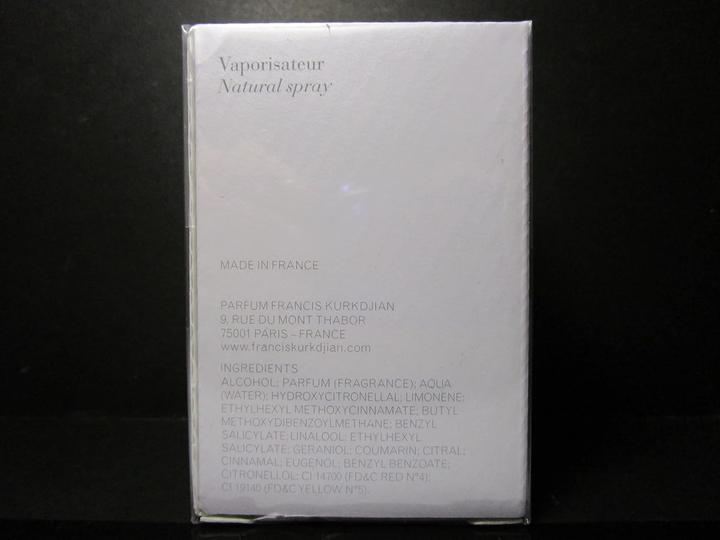 Vaporisateur
Natural spray
MADE IN FRANCE
PARFUM FRANCIS KURKDJIAN
9, RUE DU MONT THABOR
75001 PARIS – FRANCE
www.franciskurkdjian.com
INGREDIENTS
ALCOHOL; PARFUM (FRAGRANCE); AQUA
(WATER); HYDROXYCITRONELLAL; LIMONENE;
ETHYLHEXYL METHOXYCINNAMATE; BUTYL
METHOXYDIBENZOYLMETHANE; BENZYL
SALICYLATE; LINALOOL; ETHYLHEXYL
SALICYLATE; GERANIOL; COUMARIN; CITRAL;
CINNAMAL; EUGENOL; BENZYL BENZOATE;
CITRONELLOL; CI 14700 (FD&C RED N°4);
CI 19140 (FD&C YELLOW N°5).